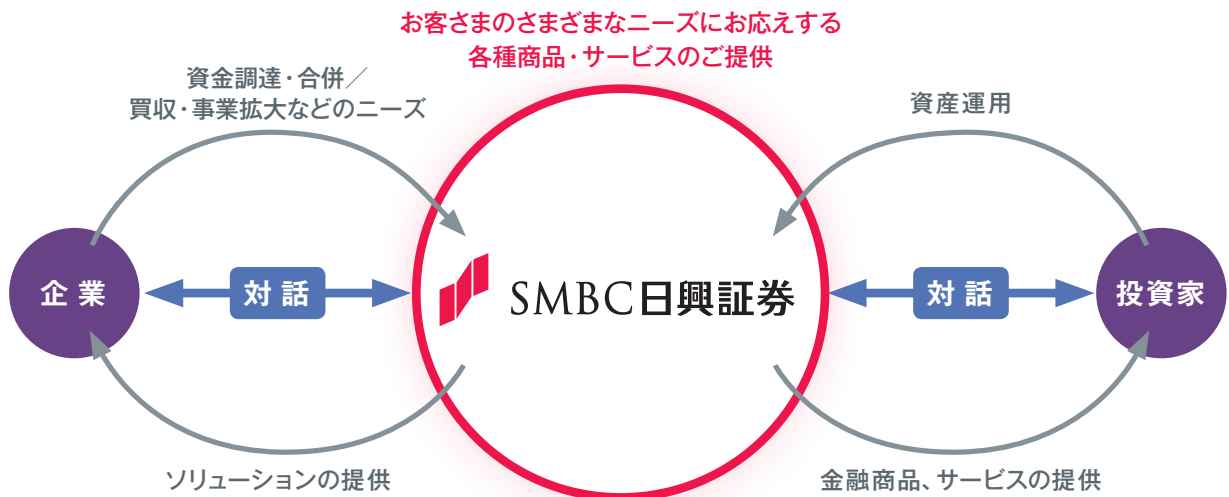 お客さまのさまざまなニーズにお応えする
各種商品・サービスのご提供
資金調達・合併／
買収・事業拡大などのニーズ
資産運用
企業
対話
SMBC日興証券
対話
投資家
ソリューションの提供
金融商品、サービスの提供